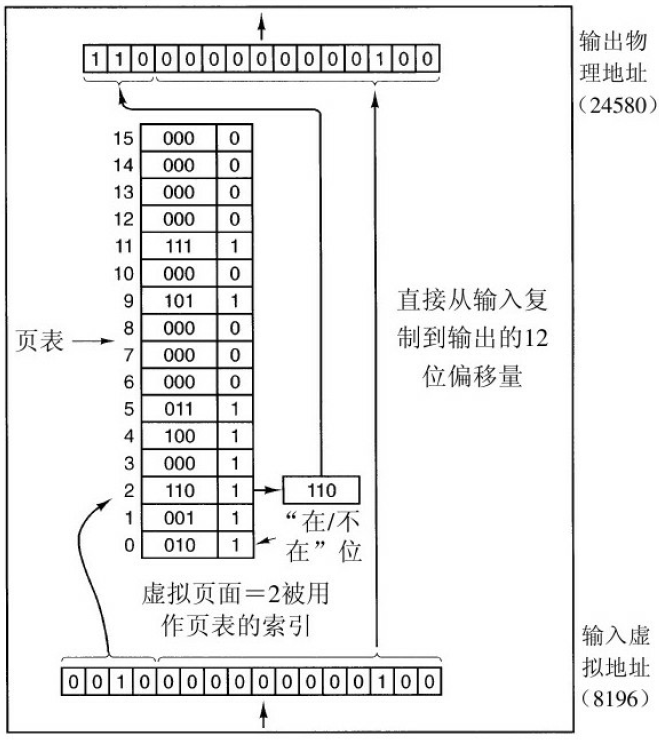 1 1 0 0 0 0 0 0 0 0 0 0 1 0 0
输出物
理地址
(24580)
15 000 0
14 000 0
13 000 0
12 000 0
11 111 1
10 000 0
9 101 1
8 000 0
7 000 0
6 000 0
5 011 1
4 100 1
3 000 1
2 110 1
1 001 1
0 010 1
页表
110
“在/不
在”位
直接从输入复
制到输出的12
位偏移量
虚拟页面=2被用
作页表的索引
0 0 1 0 0 0 0 0 0 0 0 0 0 1 0 0
输入虚
拟地址
(8196)